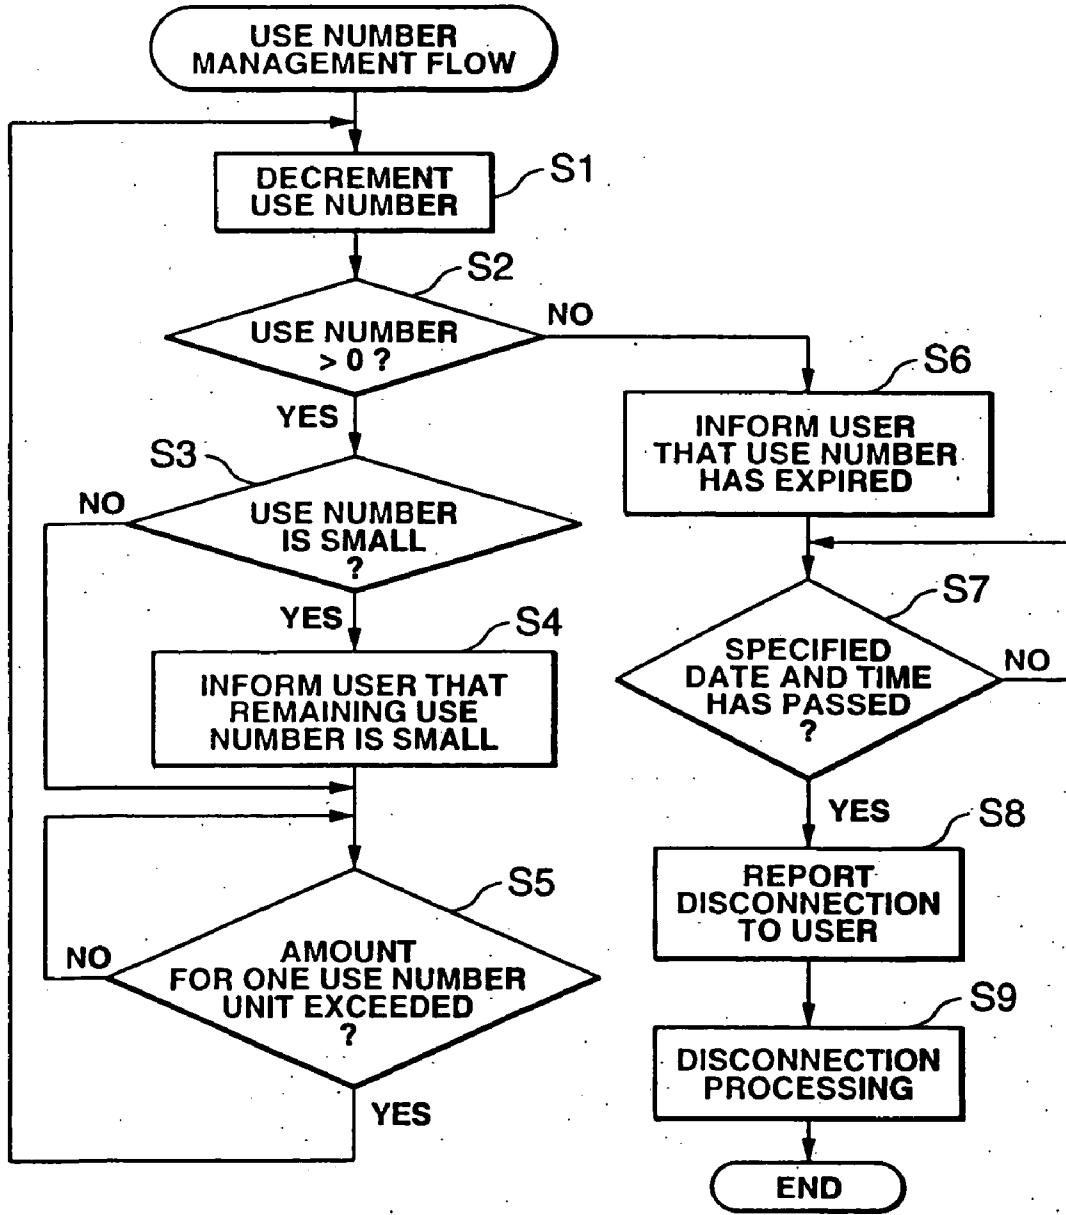 USE NUMBER
MANAGEMENT FLOW
DECREMENT
USE NUMBER
S1
S2
USE NUMBER
> 0 ?
NO
YES
S3
NO
USE NUMBER
IS SMALL
?
YES
S4
INFORM USER THAT
REMAINING USE
NUMBER IS SMALL
S5
NO
AMOUNT
FOR ONE USE NUMBER
UNIT EXCEEDED
?
YES
S6
INFORM USER
THAT USE NUMBER
HAS EXPIRED
S7
SPECIFIED
DATE AND TIME
HAS PASSED
?
NO
YES
S8
REPORT
DISCONNECTION
TO USER
S9
DISCONNECTION
PROCESSING
END